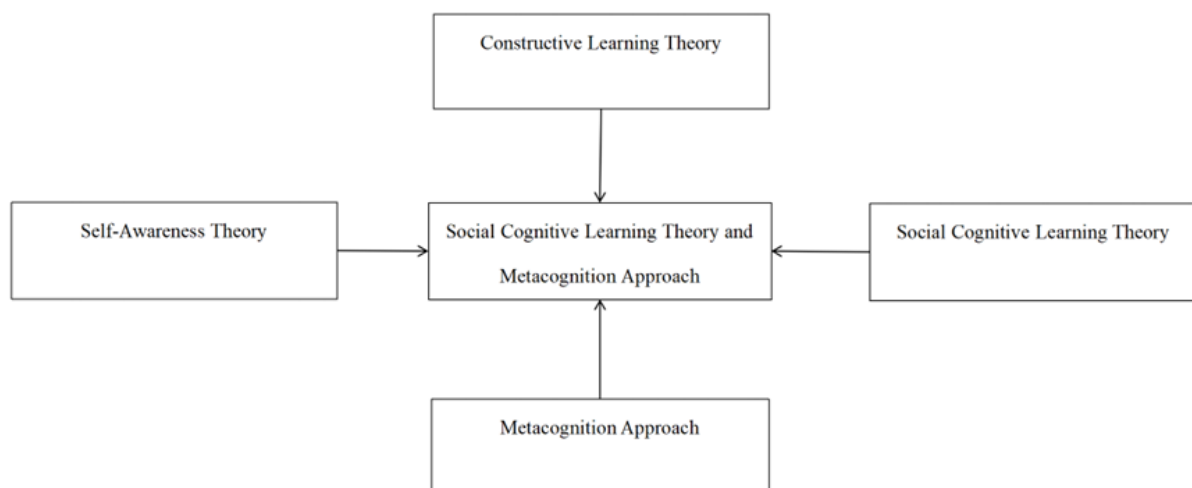 Constructive Learning Theory
Self-Awareness Theory
Social Cognitive Learning Theory and
Metacognition Approach
Social Cognitive Learning Theory
Metacognition Approach